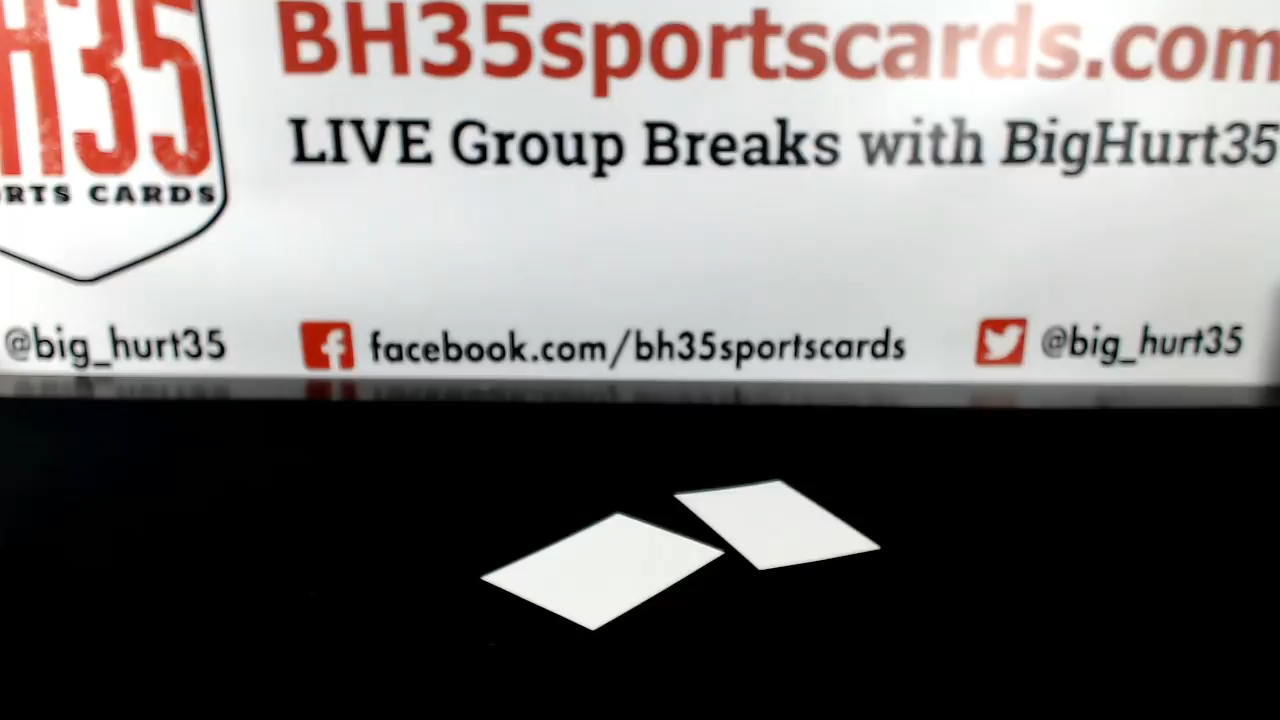 H35
RTS CARDS
BH35sportscards.com
LIVE Group Breaks with BigHurt35
@big_hurt35
facebook.com/bh35sportscards
@big_hurt35